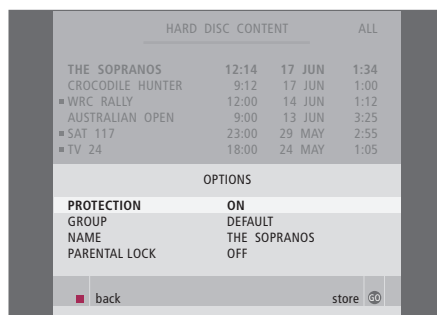 HARD DISC CONTENT ALL
THE SOPRANOS 12:14 17 JUN 1:34
CROCODILE HUNTER 9:12 17 JUN 1:00
WRC RALLY 12:00 14 JUN 1:12
AUSTRALIAN OPEN 9:00 13 JUN 3:25
SAT 117 23:00 29 MAY 2:55
TV 24 18:00 24 MAY 1:05
OPTIONS
PROTECTION ON
GROUP DEFAULT
NAME THE SOPRANOS
PARENTAL LOCK OFF
back store GO